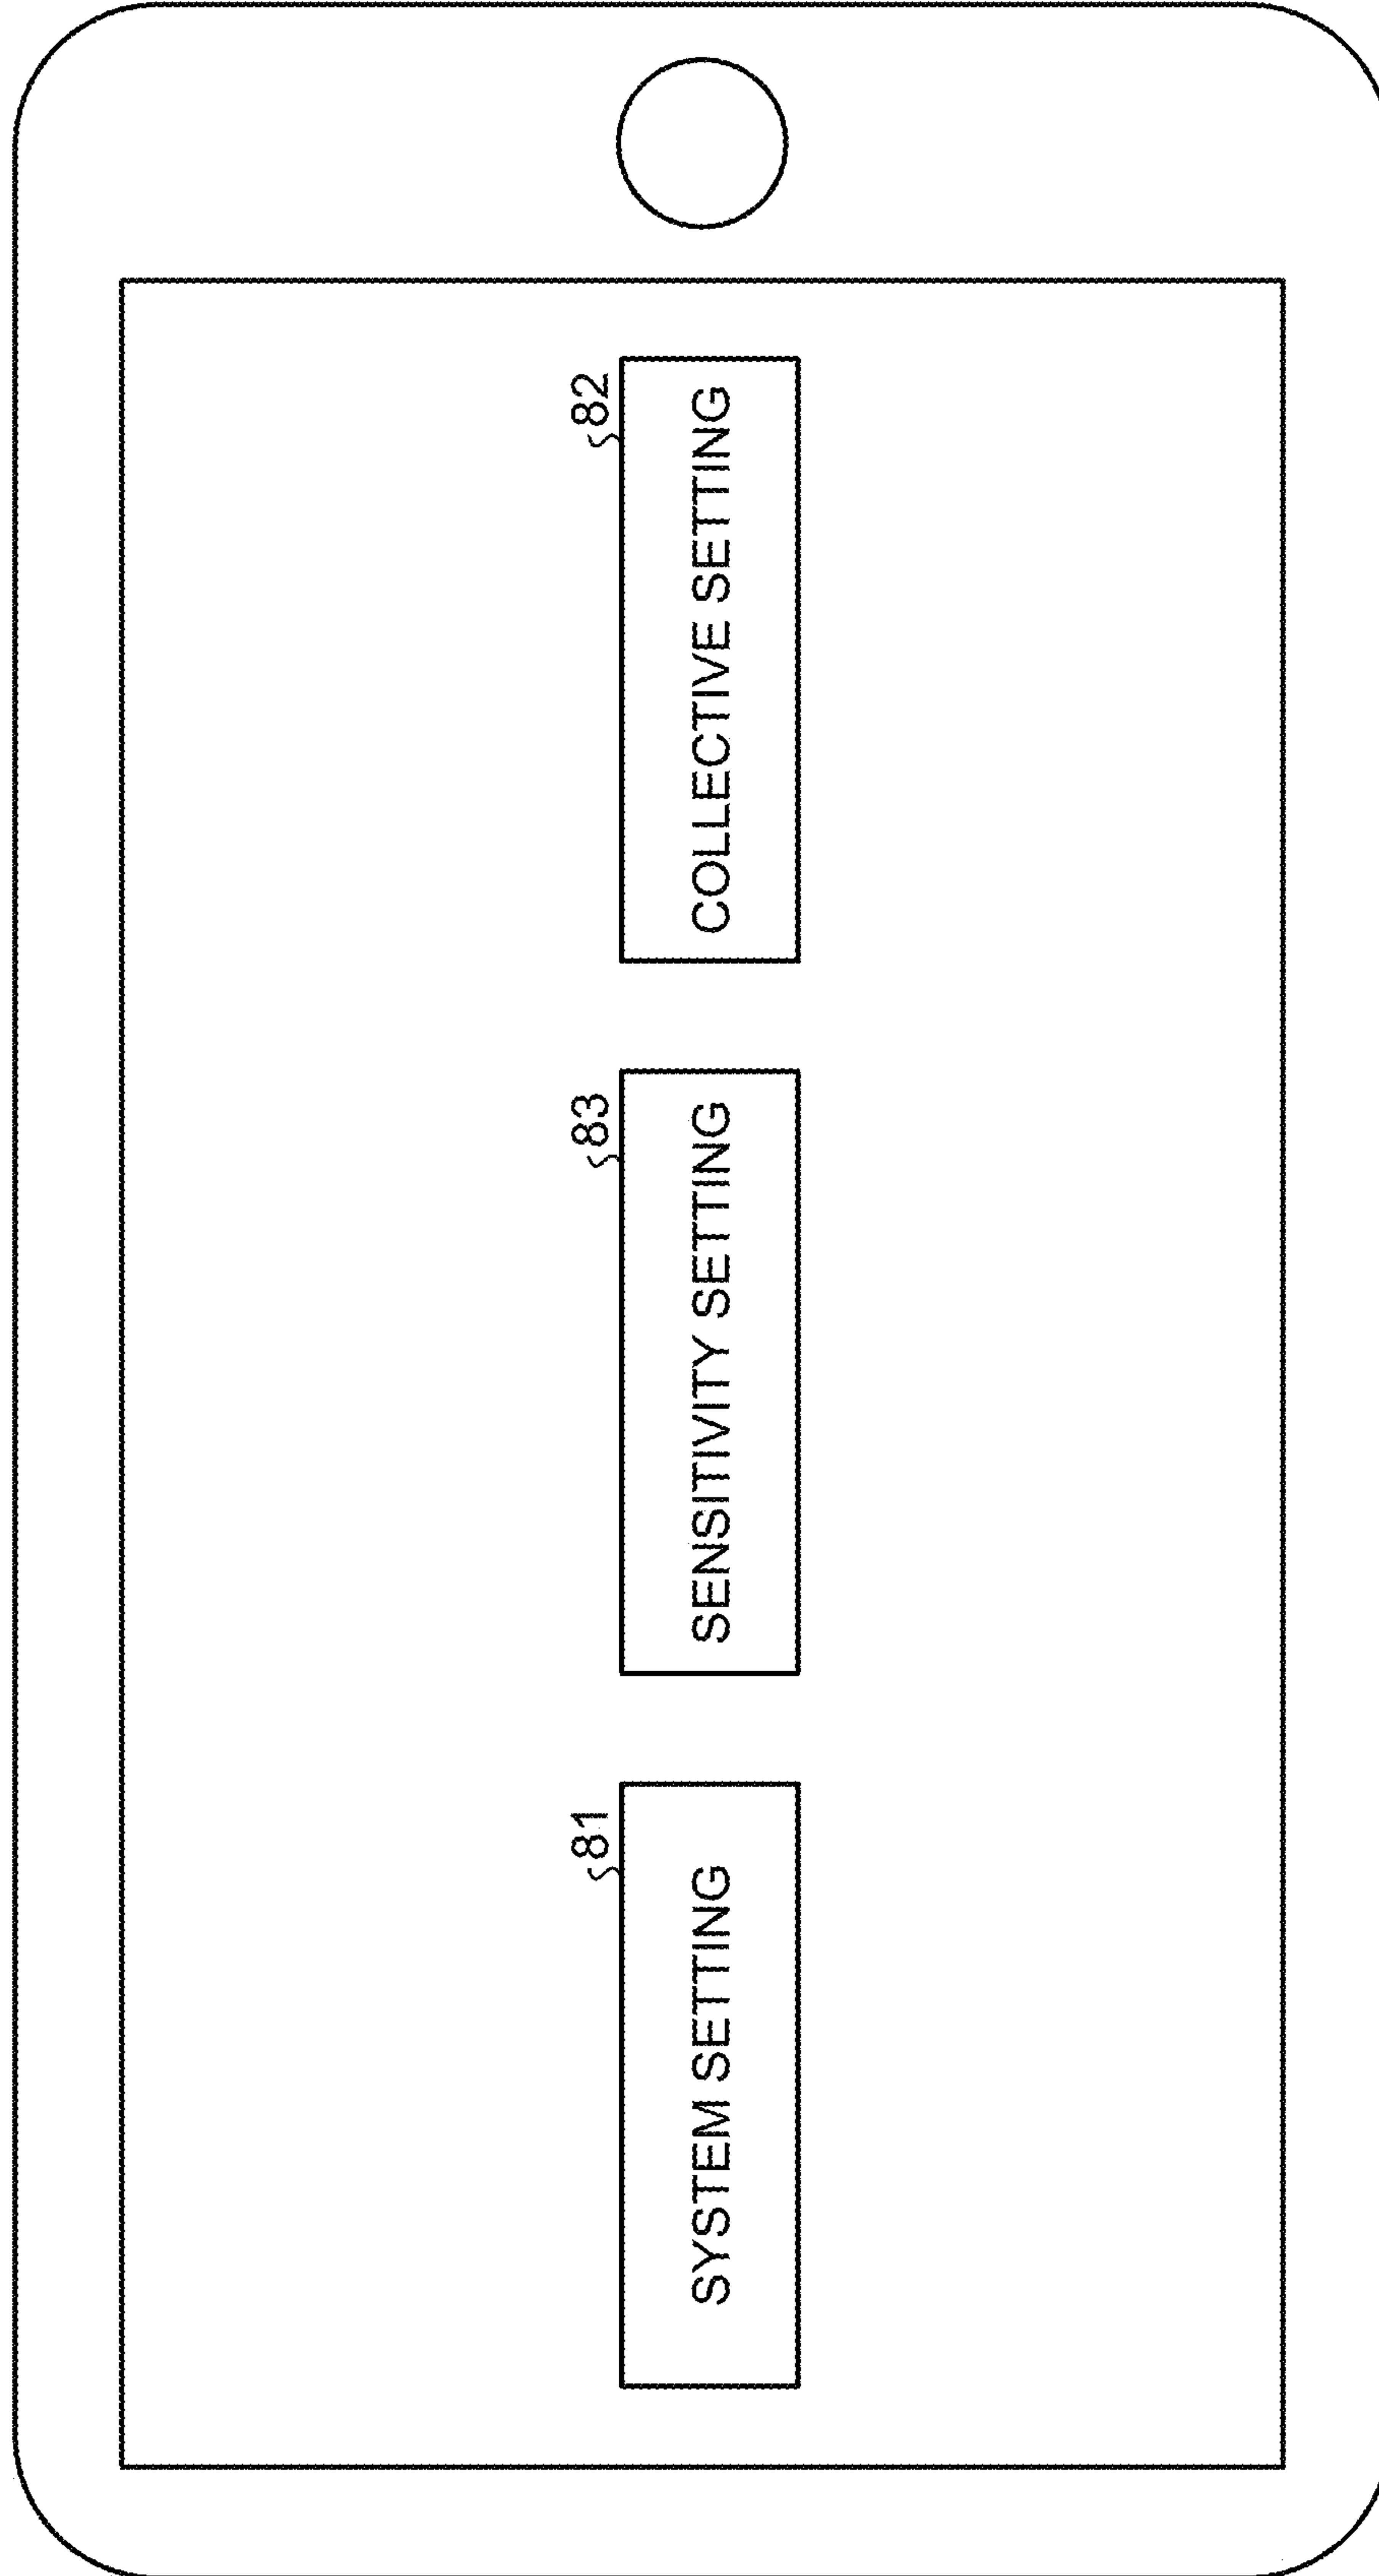 81
SYSTEM SETTING
83
SENSITIVITY SETTING
82
COLLECTIVE SETTING